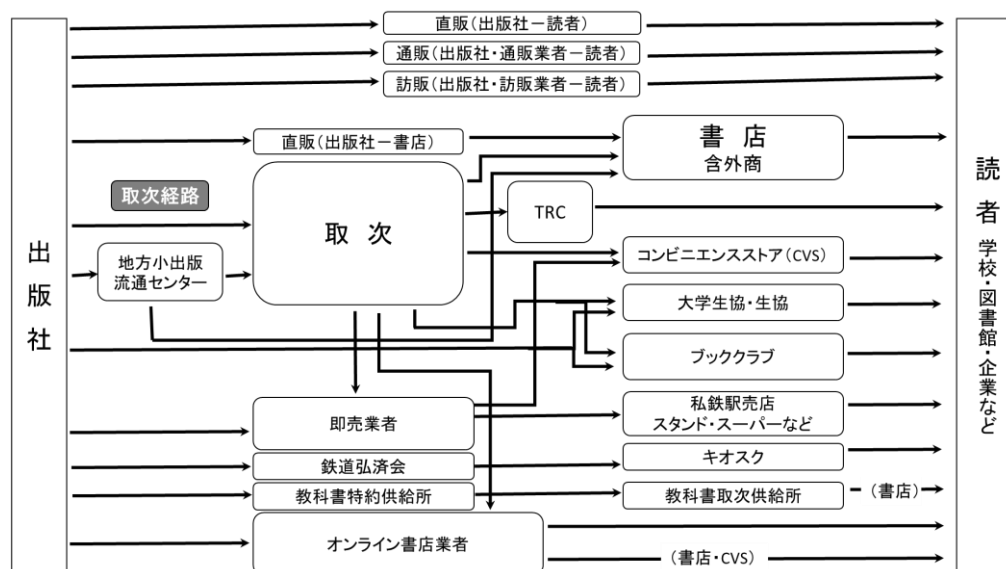 出版社
直販(出版社－読者)
通販(出版社・通販業者－読者)
訪販(出版社・訪販業者－読者)
直販(出版社－書店)
取次経路
取次
地方小出版
流通センター
TRC
書店
含外商
コンビニエンスストア(CVS)
大学生協・生協
ブッククラブ
即売業者
私鉄駅売店
スタンド・スーパーなど
鉄道弘済会
キオスク
教科書特約供給所
教科書取次供給所
(書店)
オンライン書店業者
(書店・CVS)
読者
学校・図書館・企業など